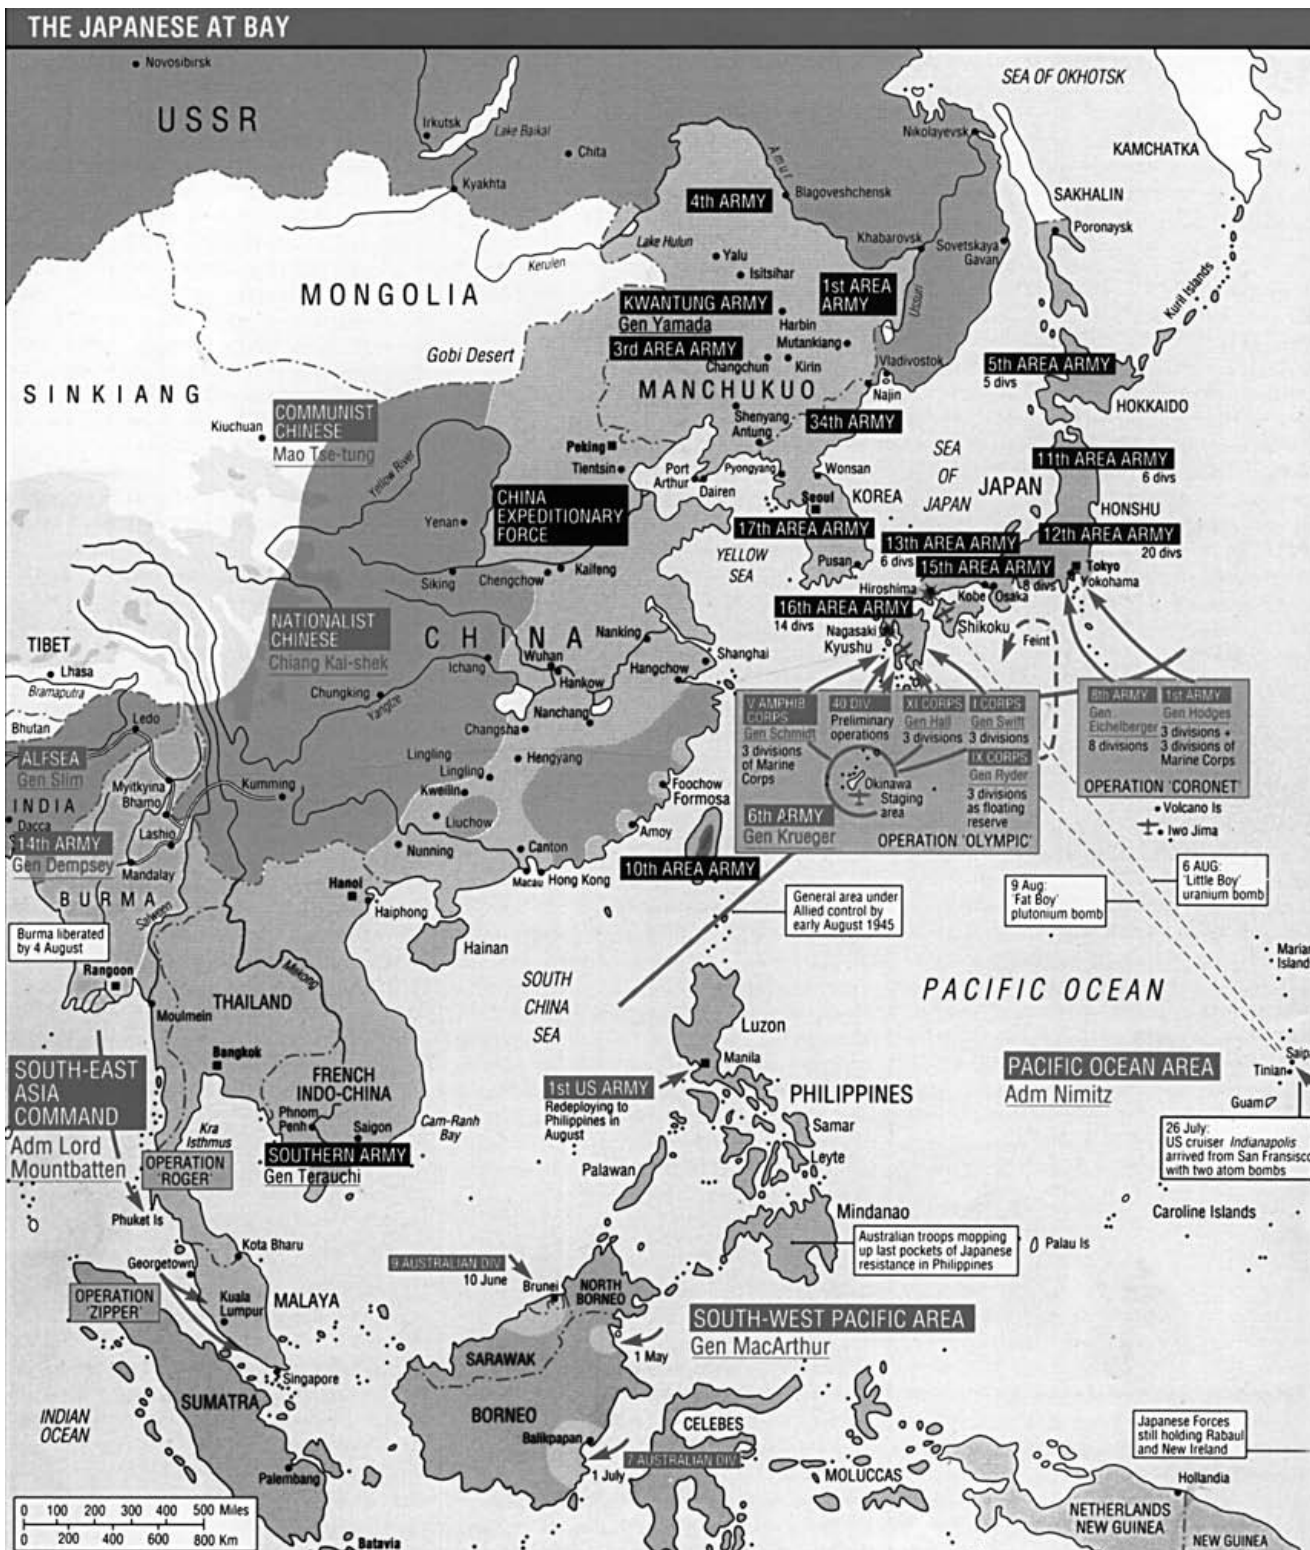 THE JAPANESE AT BAY
Novosibirsk
USSR
Irkutsk
Lake Baikal
Chita
Kyakhta
SEA OF OKHOTSK
Nikolayevsk
KAMCHATKA
Amur
Blagoveshchensk
4th ARMY
SAKHALIN
Poronaysk
Lake Hulun
Kerulen
Khabarovsk
Sovetskaya
Gavan
Yalu
Isitsihar
1st AREA
ARMY
Ussuri
Kuril Islands
MONGOLIA
KWANTUNG ARMY
Gen Yamada
3rd AREA ARMY
Harbin
Mutankiang
Changchun
Kirin
Vladivostok
Gobi Desert
MANCHUKUO
Najin
5th AREA ARMY
5 divs
HOKKAIDO
SINKIANG
Kiuchuan
COMMUNIST
CHINESE
Mao Tse-tung
Shenyang
Antung
34th ARMY
Peking
Tientsin
Yellow River
Port
Arthur
Dairen
Pyongyang
Wonsan
Seoul
KOREA
SEA
OF
JAPAN
JAPAN
11th AREA ARMY
6 divs
HONSHU
CHINA
EXPEDITIONARY
FORCE
Yenan
17th AREA ARMY
13th AREA ARMY
6 divs
12th AREA ARMY
20 divs
YELLOW
SEA
Pusan
15th AREA ARMY
8 divs
Tokyo
Yokohama
Siking
Chengchow
Kaifeng
Hiroshima
Kobe
Osaka
16th AREA ARMY
14 divs
Shikoku
Nagasaki
Kyushu
Feint
NATIONALIST
CHINESE
Chiang Kai-shek
CHINA
Nanking
Shanghai
Hangchow
TIBET
Lhasa
Bramaputra
Ichang
Wuhan
Hankow
Chungking
Yangtze
Nanchang
Changsha
Bhutan
Ledo
V AMPHIB
CORPS
Gen Schmidt
3 divisions
of Marine
Corps
40 DIV
Preliminary
operations
XI CORPS
Gen Hall
3 divisions
I CORPS
Gen Swift
3 divisions
IX CORPS
Gen Ryder
3 divisions
as floating
reserve
Okinawa
Staging
area
6th ARMY
Gen Krueger
OPERATION 'OLYMPIC'
8th ARMY
Gen
Eichelberger
8 divisions
1st ARMY
Gen Hodges
3 divisions +
3 divisions of
Marine Corps
OPERATION 'CORONET'
ALFSEA
Gen Slim
INDIA
Dacca
Myitkyina
Bhamo
Kumming
Lingling
Lingling
Hengyang
Kweilin
Liuchow
Foochow
Formosa
Amoy
Volcano Is
Iwo Jima
14th ARMY
Gen Dempsey
Lashio
Mandalay
Nunning
Canton
Macau
Hong Kong
10th AREA ARMY
BURMA
Salween
Hanoi
Haiphong
Hainan
General area under
Allied control by
early August 1945
9 Aug:
'Fat Boy'
plutonium bomb
6 AUG:
'Little Boy'
uranium bomb
Burma liberated
by 4 August
Rangoon
Mekong
THAILAND
Moulmein
SOUTH
CHINA
SEA
PACIFIC OCEAN
Marian
Island
Luzon
Bangkok
Manila
SOUTH-EAST
ASIA
COMMAND
Adm Lord
Mountbatten
FRENCH
INDO-CHINA
Phnom
Penh
Saigon
Cam-Ranh
Bay
1st US ARMY
Redeploying to
Philippines in
August
PHILIPPINES
Samar
Leyte
PACIFIC OCEAN AREA
Adm Nimitz
Saipa
Tinian
Guam
26 July:
US cruiser Indianapolis
arrived from San Fransisco
with two atom bombs
Kra
Isthmus
OPERATION
'ROGER'
SOUTHERN ARMY
Gen Terauchi
Palawan
Phuket Is
Mindanao
Caroline Islands
Palau Is
Australian troops mopping
up last pockets of Japanese
resistance in Philippines
Kota Bharu
Georgetown
9 AUSTRALIAN DIV
10 June
Brunei
NORTH
BORNEO
OPERATION
'ZIPPER'
Kuala
Lumpur
MALAYA
SOUTH-WEST PACIFIC AREA
Gen MacArthur
1 May
SARAWAK
Singapore
SUMATRA
BORNEO
CELEBES
INDIAN
OCEAN
Balikpapan
7 AUSTRALIAN DIV
1 July
Palembang
MOLUCCAS
Japanese Forces
still holding Rabaul
and New Ireland
Hollandia
NETHERLANDS
NEW GUINEA
NEW GUINEA
0 100 200 300 400 500 Miles
0 200 400 600 800 Km
Batavia